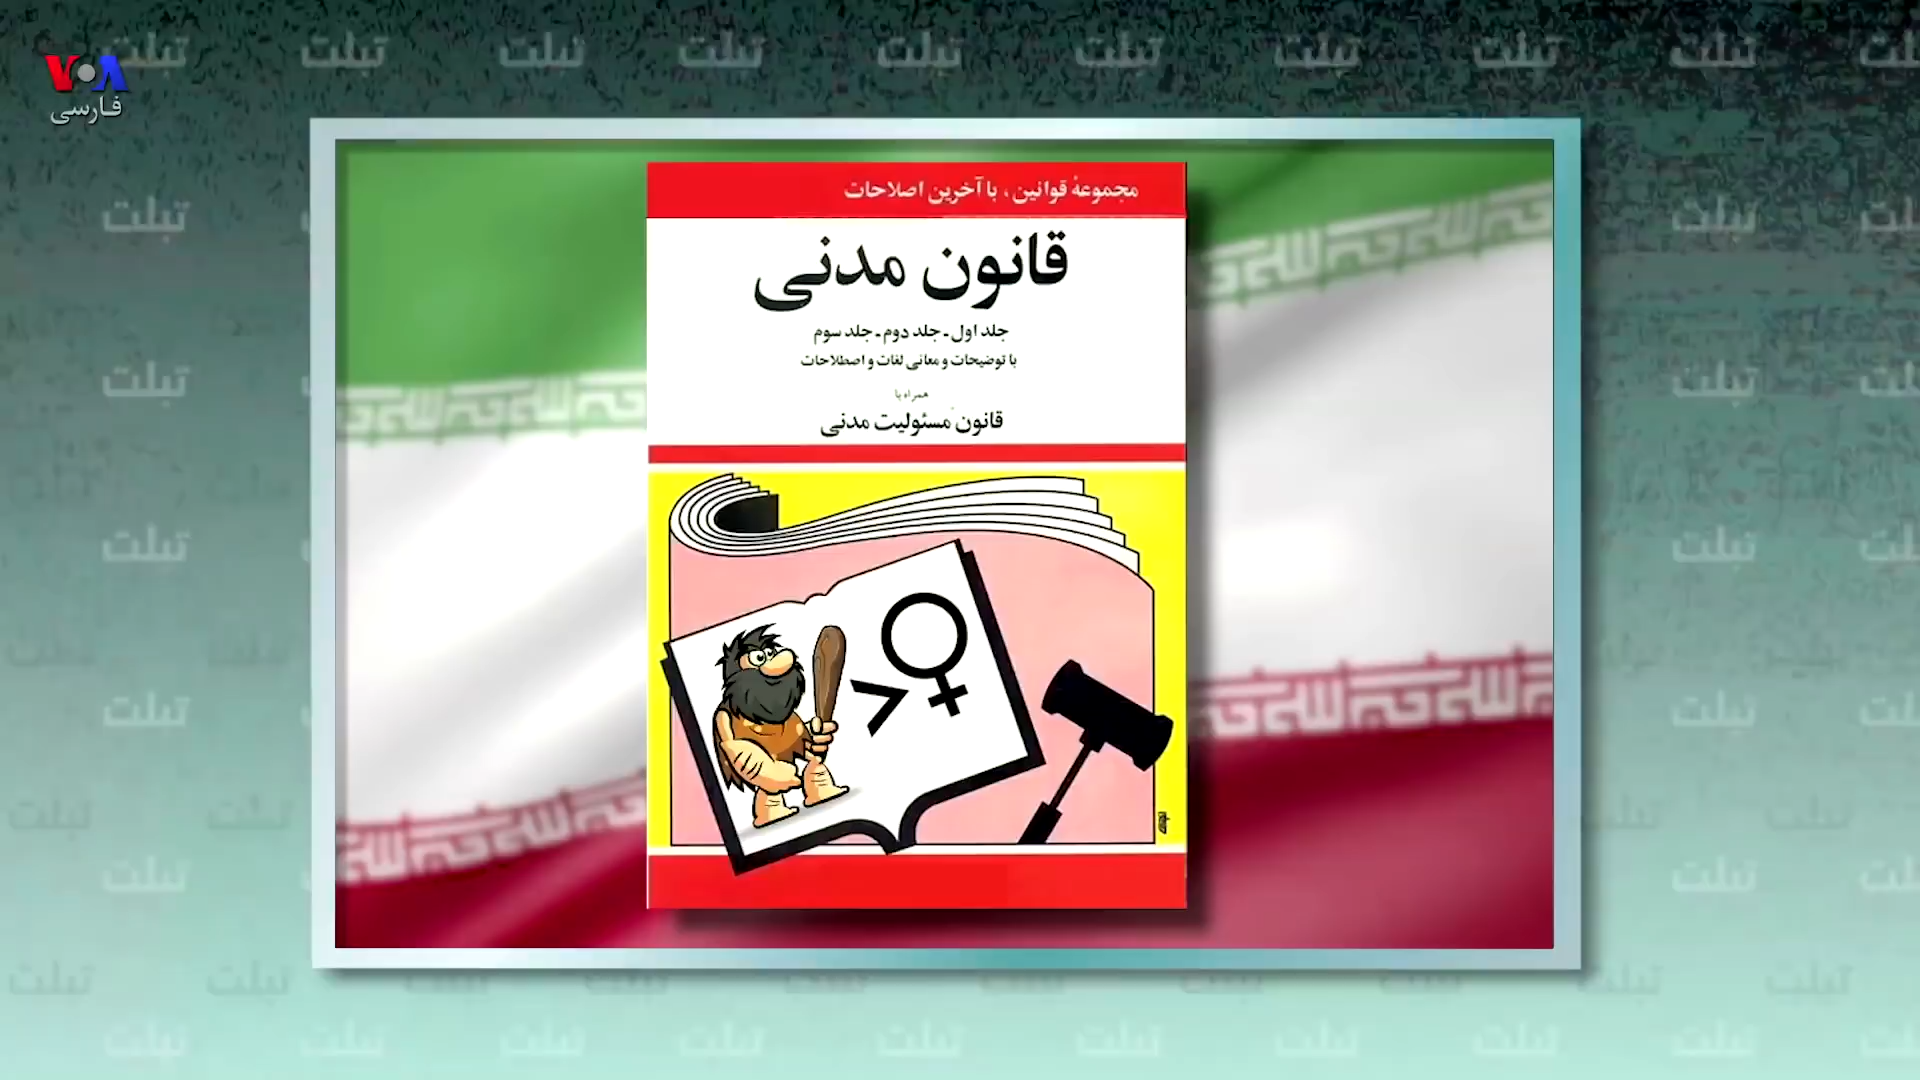 VOA
فارسی
تبلت
مجموعهٔ قوانین، با آخرین اصلاحات
قانون مدنی
جلد اول - جلد دوم - جلد سوم
با توضیحات و معانی لغات و اصطلاحات
همراه با
قانون مسئولیت مدنی